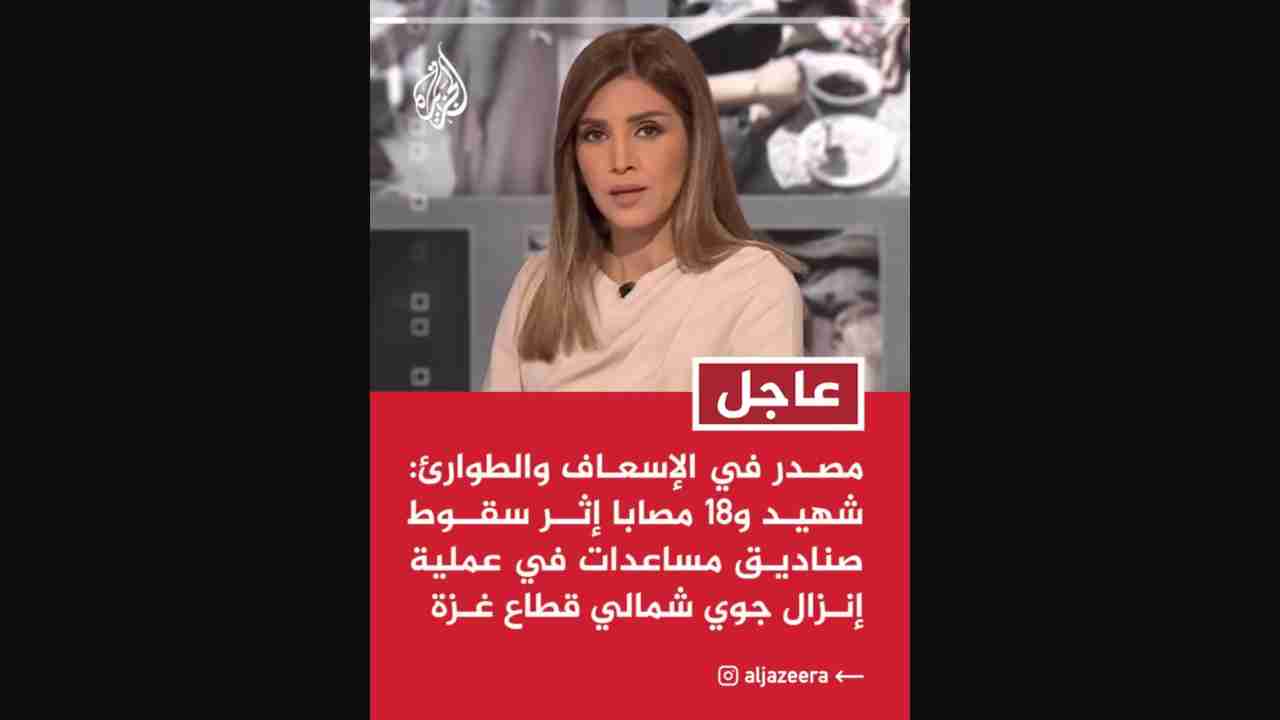 الجزيرة
عاجل
مصدر في الإسعاف والطوارئ:
شهيد و18 مصابا إثر سقوط
صناديق مساعدات في عملية
إنزال جوي شمالي قطاع غزة
aljazeera